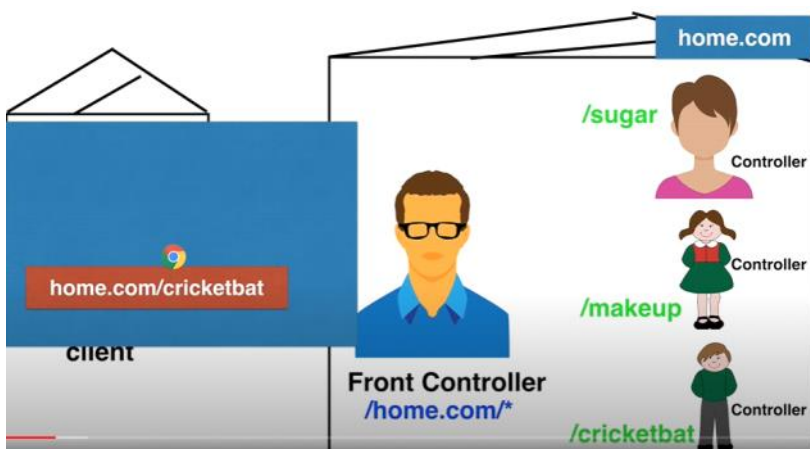 home.com
/sugar
Controller
home.com/cricketbat
Controller
/makeup
client
Front Controller
/home.com/*
Controller
/cricketbat